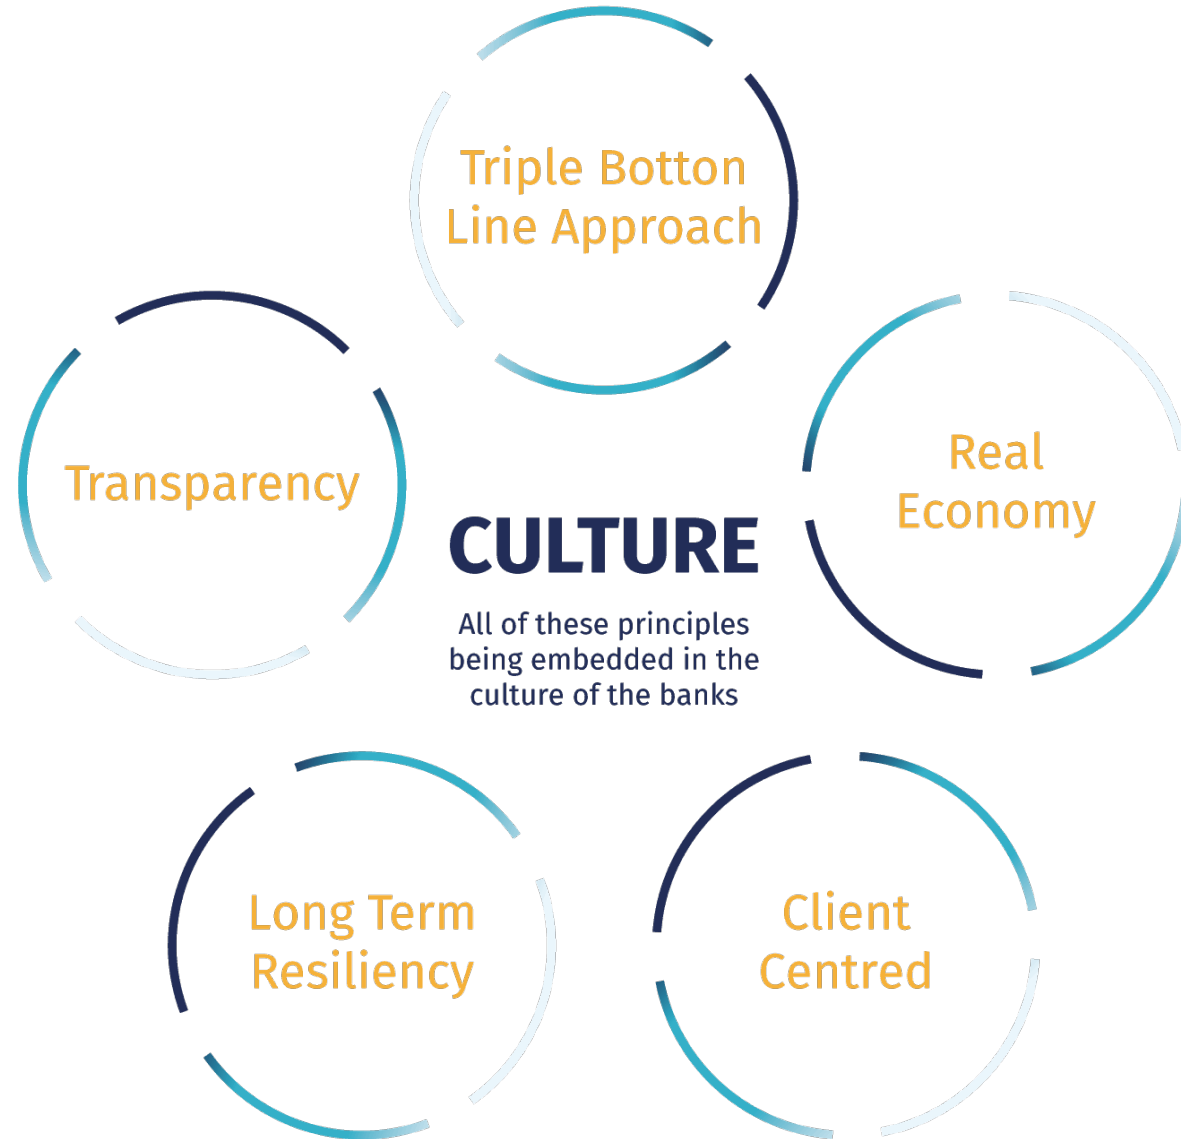 Triple Botton
Line Approach
Real
Economy
Transparency
CULTURE
All of these principles
being embedded in the
culture of the banks
Long Term
Resiliency
Client
Centred